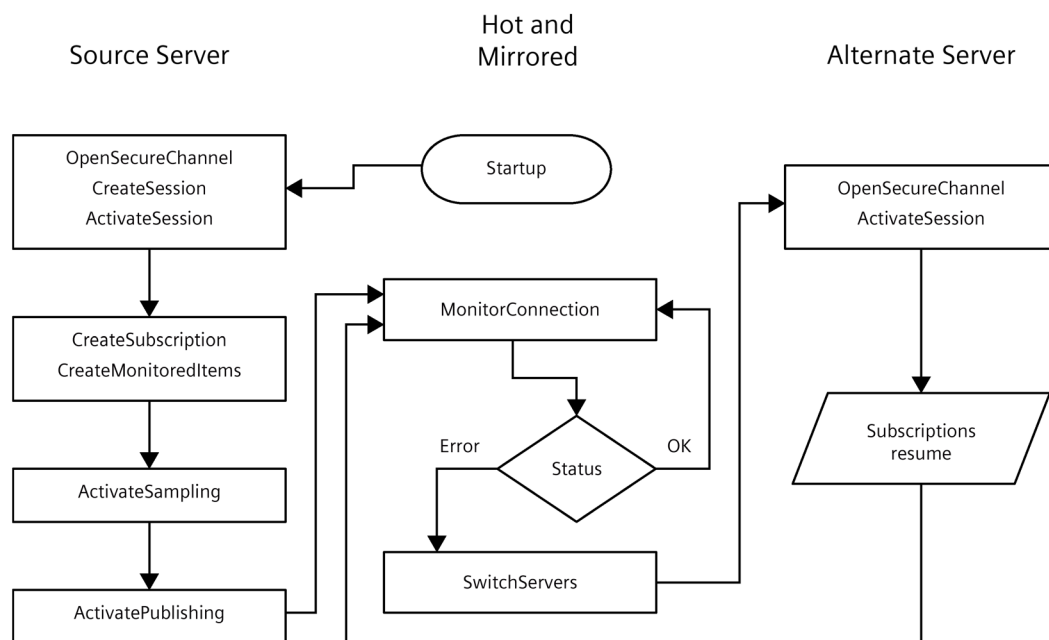 Source Server
Hot and
Mirrored
Alternate Server
OpenSecureChannel
CreateSession
ActivateSession
Startup
OpenSecureChannel
ActivateSession
CreateSubscription
CreateMonitoredItems
MonitorConnection
ActivateSampling
Error
OK
Status
Subscriptions
resume
ActivatePublishing
SwitchServers